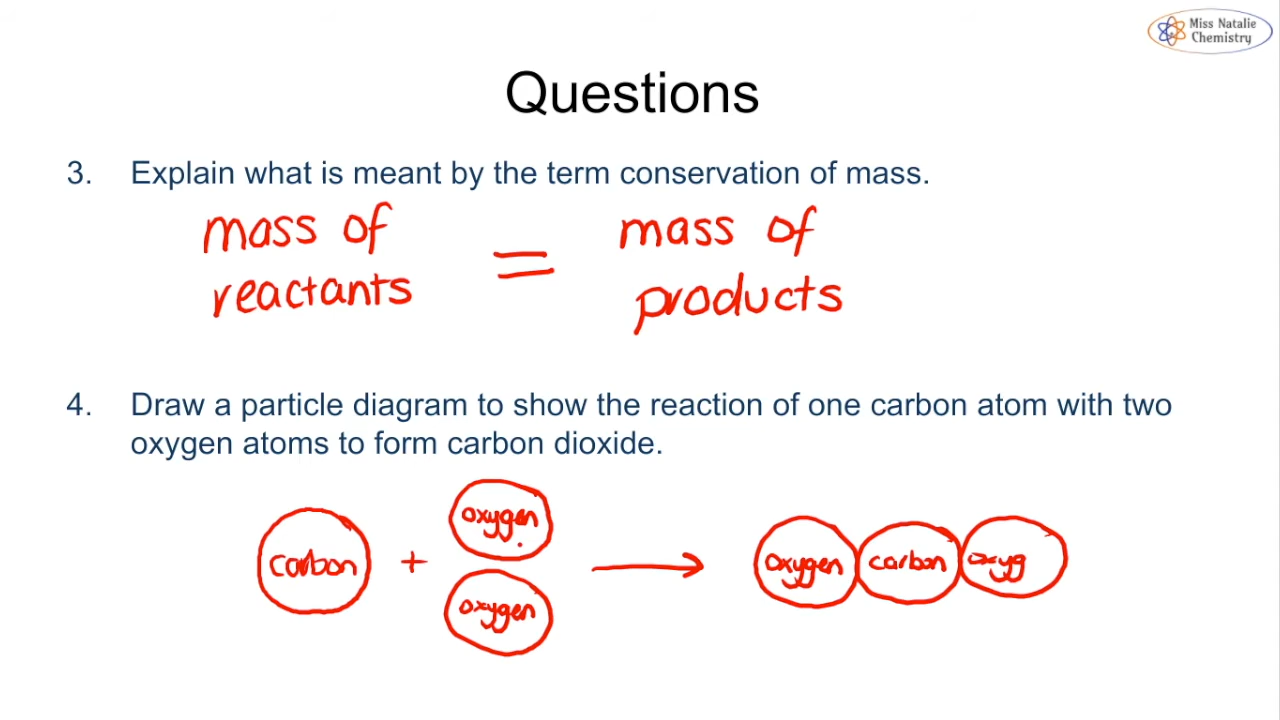 Miss Natalie
Chemistry
Questions
3. Explain what is meant by the term conservation of mass.
mass of
reactants
=
mass of
products
4. Draw a particle diagram to show the reaction of one carbon atom with two
oxygen atoms to form carbon dioxide.
carbon
+
oxygen
oxygen
→
oxygen
carbon
oxyg